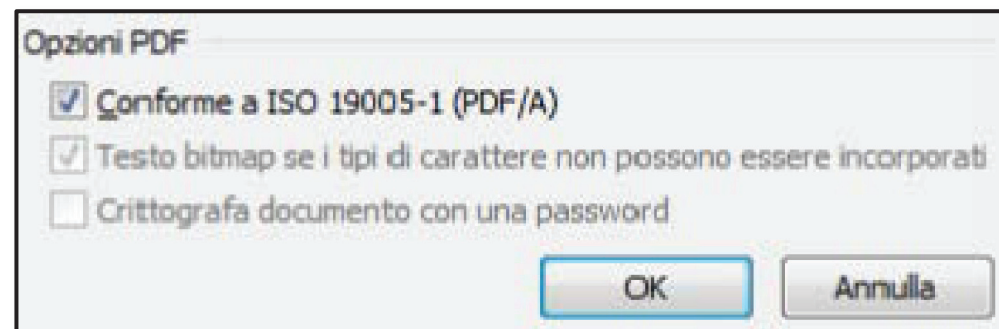 Opzioni PDF
Conforme a ISO 19005-1 (PDF/A)
Testo bitmap se i tipi di carattere non possono essere incorporati
Crittografa documento con una password
OK Annulla